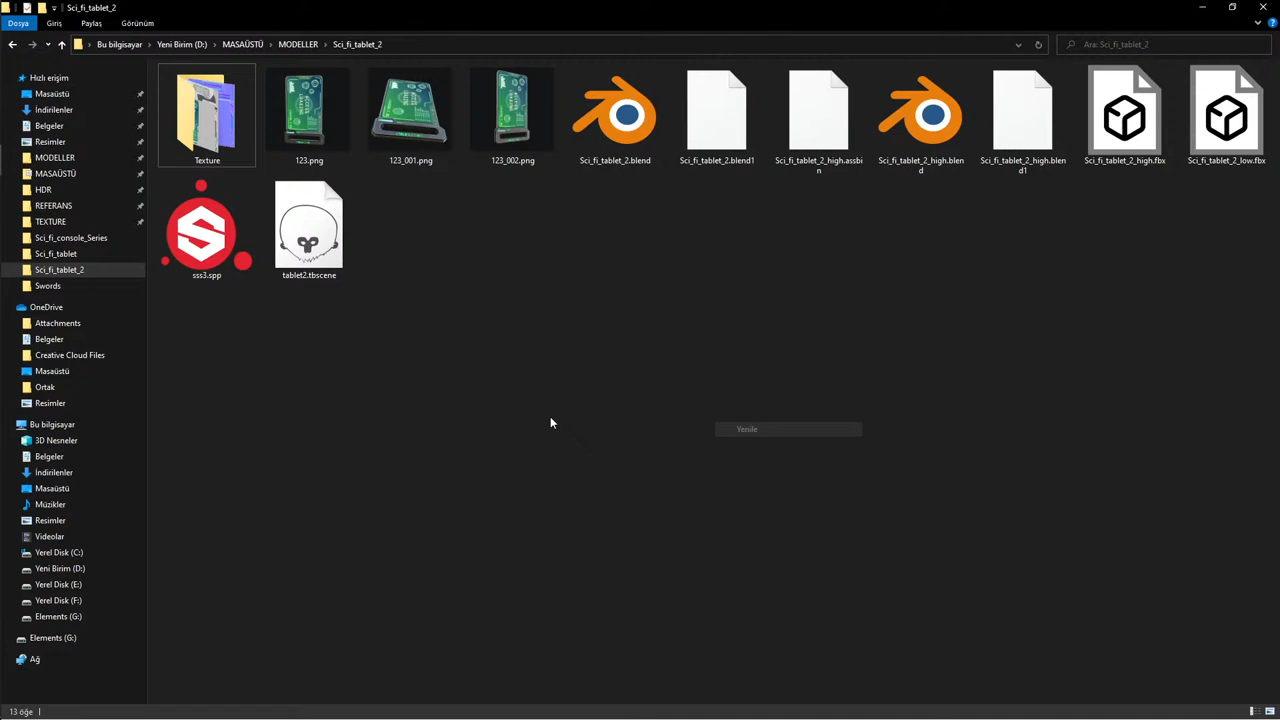 Sci_fi_tablet_2
Dosya
Giriş
Paylaş
Görünüm
Bu bilgisayar
Yeni Birim (D:)
MASAÜSTÜ
MODELLER
Sci_fi_tablet_2
Ara: Sci_fi_tablet_2
Hızlı erişim
Masaüstü
İndirilenler
Belgeler
Resimler
MODELLER
MASAÜSTÜ
HDR
REFERANS
TEXTURE
Sci_fi_console_Series
Sci_fi_tablet
Sci_fi_tablet_2
Swords
OneDrive
Attachments
Belgeler
Creative Cloud Files
Masaüstü
Ortak
Resimler
Bu bilgisayar
3D Nesneler
Belgeler
İndirilenler
Masaüstü
Müzikler
Resimler
Videolar
Yerel Disk (C:)
Yeni Birim (D:)
Yerel Disk (E:)
Yerel Disk (F:)
Elements (G:)
Elements (G:)
Ağ
Texture
123.png
123_001.png
123_002.png
Sci_fi_tablet_2.blend
Sci_fi_tablet_2.blend1
Sci_fi_tablet_2_high.assbi
n
Sci_fi_tablet_2_high.blen
d
Sci_fi_tablet_2_high.blen
d1
Sci_fi_tablet_2_high.fbx
Sci_fi_tablet_2_low.fbx
sss3.spp
tablet2.tbscene
Yenile
13 öğe